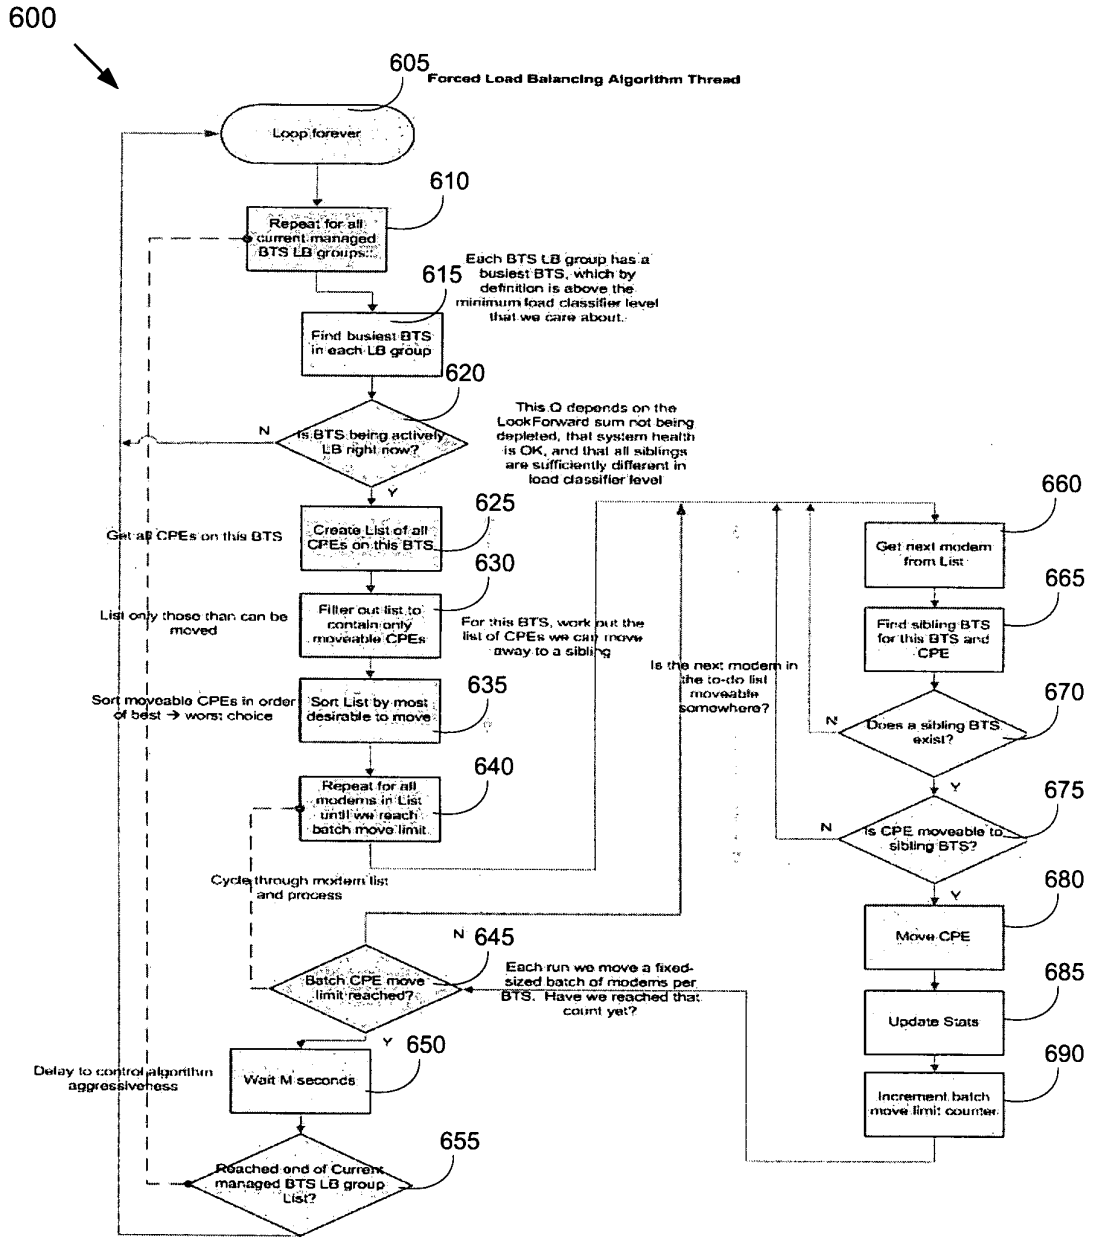 600
605
Forced Load Balancing Algorithm Thread
Loop forever
610
Repeat for all
current managed
BTS LB groups:.
615
Each BTS LB group has a
busiest BTS, which by
definition is above the
minimum load classifier level
that we care about.
Find busiest BTS
in each LB group
620
Is BTS being actively
LB right now?
N
Y
This Q depends on the
LookForward sum not being
depleted, that system health
is OK, and that all siblings
are sufficiently different in
load classifier level
625
Get all CPEs on this BTS
Create List of all
CPEs on this BTS
630
List only those than can be
moved
Filter out list to
contain only
moveable CPEs
For this BTS, work out the
list of CPEs we can move
away to a sibling
635
Sort moveable CPEs in order
of best → worst choice
Sort List by most
desirable to move
640
Repeat for all
modems in List
until we reach
batch move limit
Cycle through modem list
and process
N
645
Batch CPE move
limit reached?
Each run we move a fixed-
sized batch of modems per
BTS. Have we reached that
count yet?
Y
650
Delay to control algorithm
aggressiveness
Wait M seconds
655
Reached end of Current
managed BTS LB group
List?
660
Get next modem
from List
665
Find sibling BTS
for this BTS and
CPE
Is the next modem in
the to-do list
moveable
somewhere?
670
N
Does a sibling BTS
exist?
Y
675
N
Is CPE moveable to
sibling BTS?
Y
680
Move CPE
685
Update Stats
690
Increment batch
move limit counter